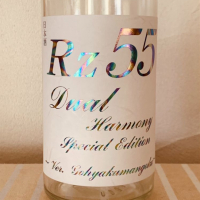 Rz55
Dual
Harmony
Special Edition
Ver. Gohyakumangoku